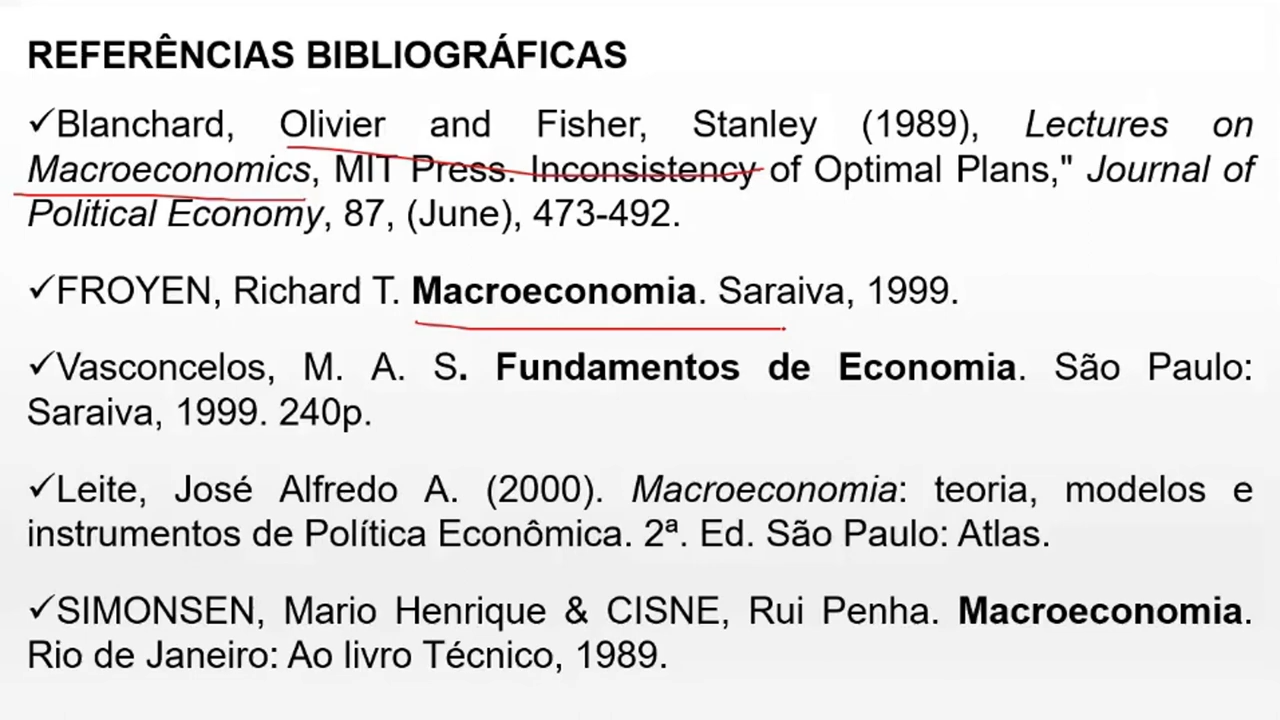 REFERÊNCIAS BIBLIOGRÁFICAS
✓Blanchard, Olivier and Fisher, Stanley (1989), Lectures on
Macroeconomics, MIT Press. Inconsistency of Optimal Plans," Journal of
Political Economy, 87, (June), 473-492.
✓FROYEN, Richard T. Macroeconomia. Saraiva, 1999.
✓Vasconcelos, M. A. S. Fundamentos de Economia. São Paulo:
Saraiva, 1999. 240p.
✓Leite, José Alfredo A. (2000). Macroeconomia: teoria, modelos e
instrumentos de Política Econômica. 2ª. Ed. São Paulo: Atlas.
✓SIMONSEN, Mario Henrique & CISNE, Rui Penha. Macroeconomia.
Rio de Janeiro: Ao livro Técnico, 1989.